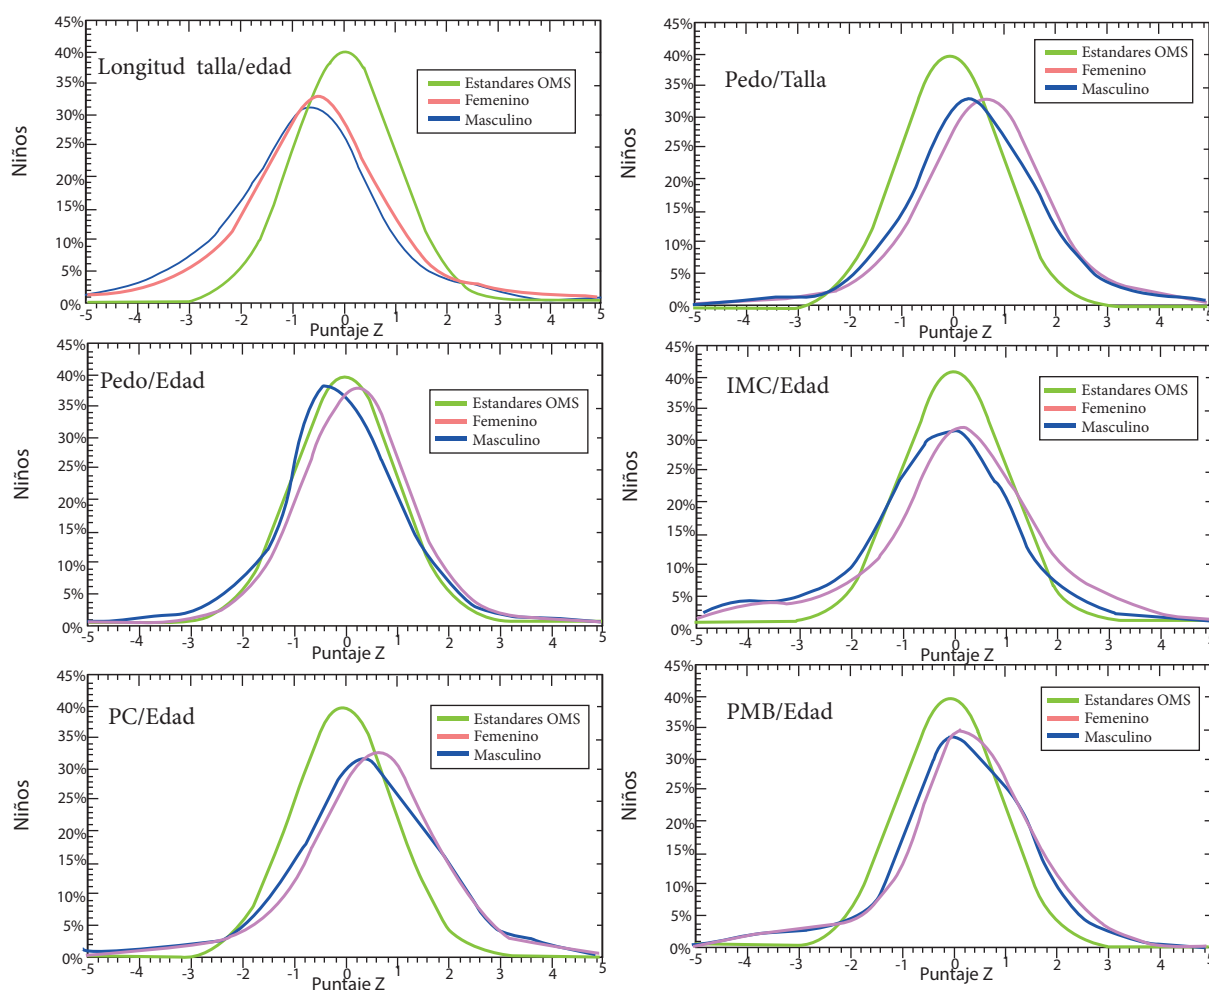 Longitud talla/edad
Estandares OMS
Femenino
Masculino
Niños
45%
40%
35%
30%
25%
20%
15%
10%
5%
0%
-5 -4 -3 -2 -1 0 1 2 3 4 5
Puntaje Z
Pedo/Talla
Estandares OMS
Femenino
Masculino
Niños
45%
40%
35%
30%
25%
20%
15%
10%
5%
0%
-5 -4 -3 -2 -1 0 1 2 3 4 5
Puntaje Z
Pedo/Edad
Estandares OMS
Femenino
Masculino
Niños
45%
40%
35%
30%
25%
20%
15%
10%
5%
0%
-5 -4 -3 -2 -1 0 1 2 3 4 5
Puntaje Z
IMC/Edad
Estandares OMS
Femenino
Masculino
Niños
45%
40%
35%
30%
25%
20%
15%
10%
5%
0%
-5 -4 -3 -2 -1 0 1 2 3 4 5
Puntaje Z
PC/Edad
Estandares OMS
Femenino
Masculino
Niños
45%
40%
35%
30%
25%
20%
15%
10%
5%
0%
-5 -4 -3 -2 -1 0 1 2 3 4 5
Puntaje Z
PMB/Edad
Estandares OMS
Femenino
Masculino
Niños
45%
40%
35%
30%
25%
20%
15%
10%
5%
0%
-5 -4 -3 -2 -1 0 1 2 3 4 5
Puntaje Z